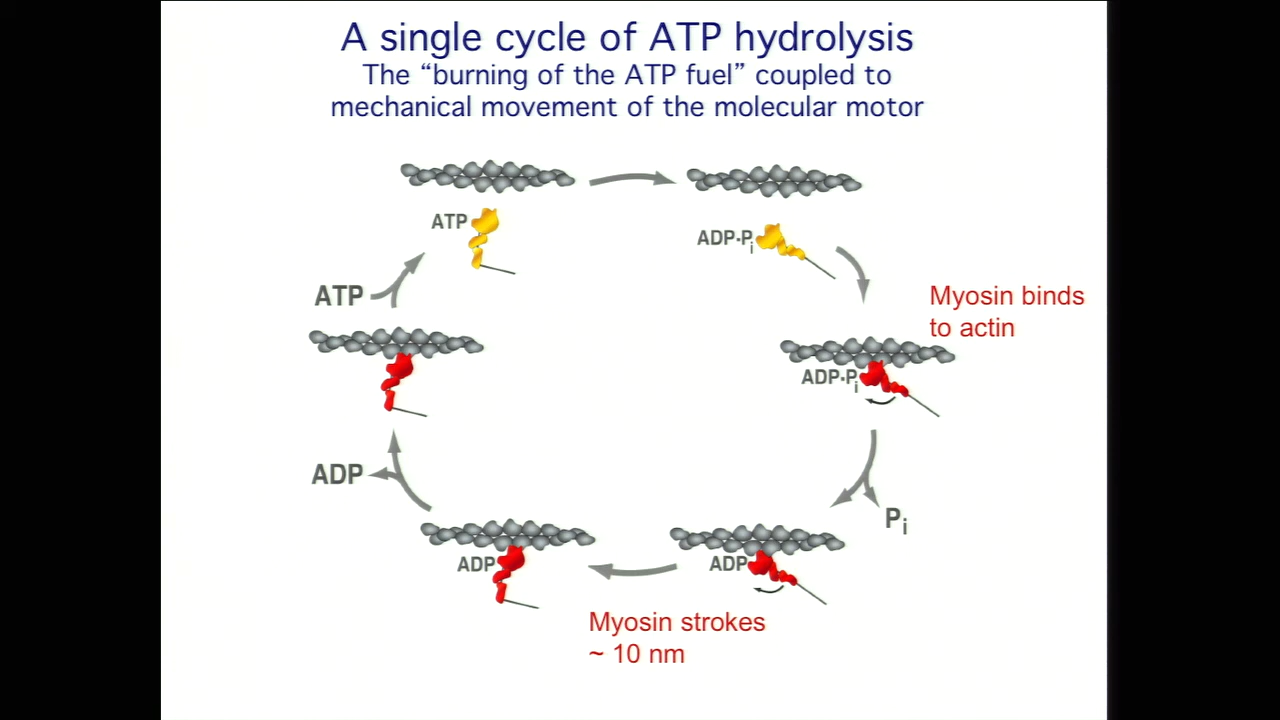 A single cycle of ATP hydrolysis
The “burning of the ATP fuel” coupled to
mechanical movement of the molecular motor
ATP
ADP·Pi
Myosin binds
to actin
ATP
ADP·Pi
ADP
Pi
ADP
ADP
Myosin strokes
~ 10 nm